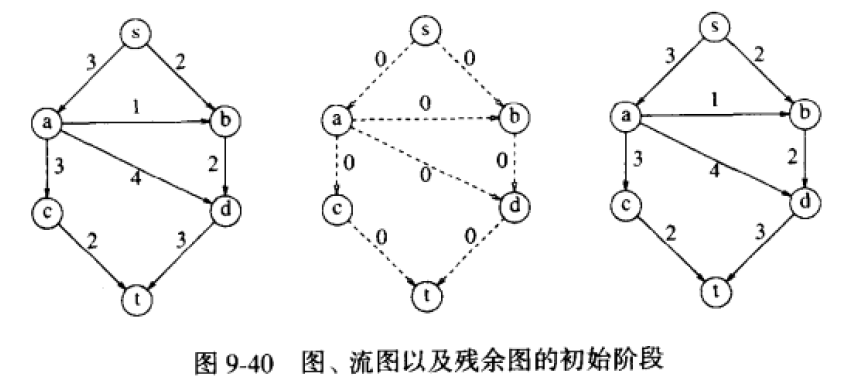 s s s
3 2 0 0 3 2
a 1 b a 0 b a 1 b
3 4 2 0 0 0 3 4 2
c d c d c d
2 3 0 0 2 3
t t t
图 9-40 图、流图以及残余图的初始阶段